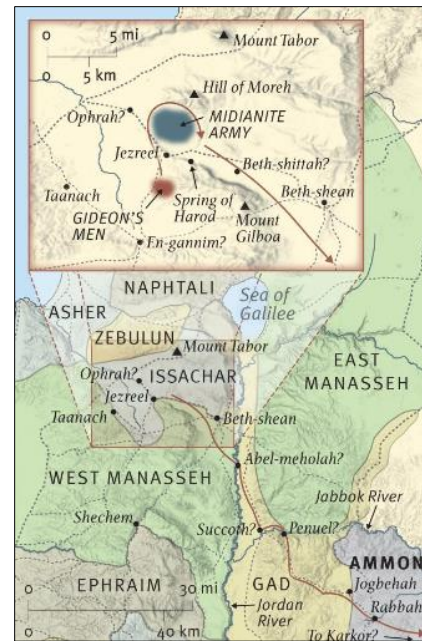 0 5 mi
5 km
Mount Tabor
Hill of Moreh
Ophrah?
MIDIANITE
ARMY
Jezreel
Beth-shittah?
Taanach
Spring of
Harod
Beth-shean
GIDEON'S
MEN
Mount
Gilboa
En-gannim?
NAPHTALI
Sea of
Galilee
ASHER
ZEBULUN
Mount Tabor
EAST
MANASSEH
Ophrah?
ISSACHAR
Jezreel
Taanach
Beth-shean
WEST MANASSEH
Abel-meholah?
Jabbok River
Shechem
Succoth?
Penuel?
AMMON
EPHRAIM
GAD
Jogbehah
0 30 mi
Jordan
River
Rabbah
40 km
To Karkor?